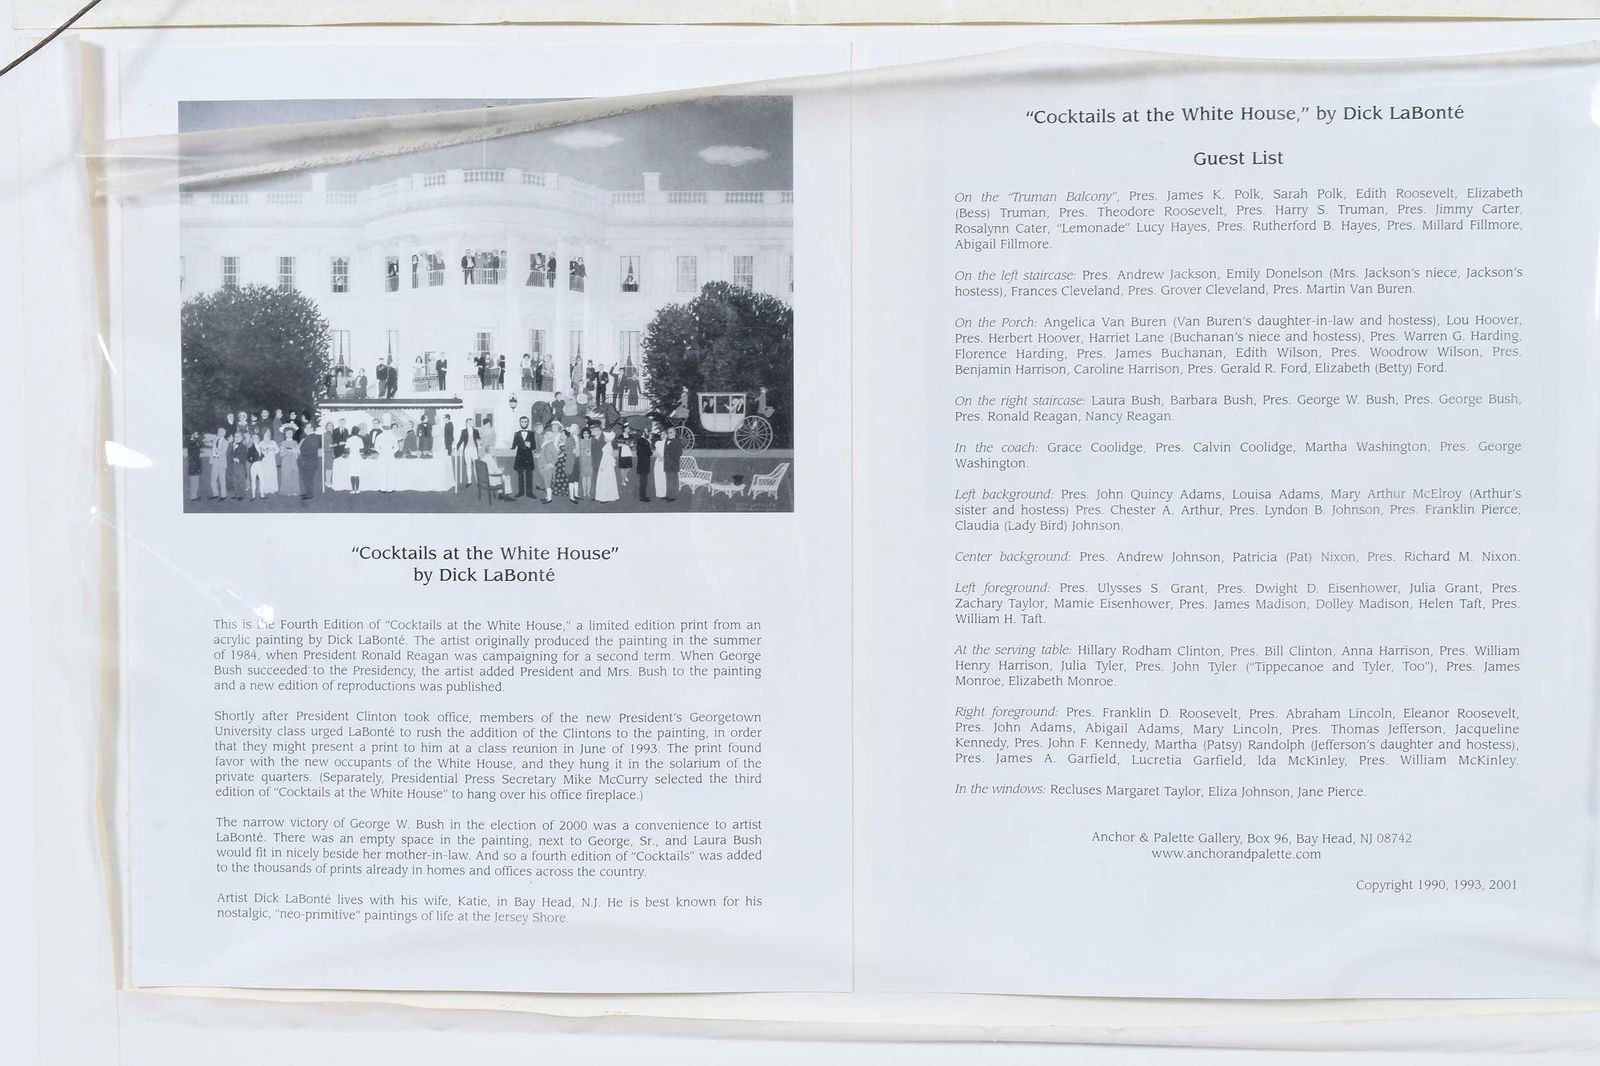 "Cocktails at the White House"
by Dick LaBonté
This is the Fourth Edition of "Cocktails at the White House," a limited edition print from an
acrylic painting by Dick LaBonté. The artist originally produced the painting in the summer
of 1984, when President Ronald Reagan was campaigning for a second term. When George
Bush succeeded to the Presidency, the artist added President and Mrs. Bush to the painting
and a new edition of reproductions was published.
Shortly after President Clinton took office, members of the new President's Georgetown
University class urged LaBonté to rush the addition of the Clintons to the painting, in order
that they might present a print to him at a class reunion in June of 1993. The print found
favor with the new occupants of the White House, and they hung it in the solarium of the
private quarters. (Separately, Presidential Press Secretary Mike McCurry selected the third
edition of "Cocktails at the White House" to hang over his office fireplace.)
The narrow victory of George W. Bush in the election of 2000 was a convenience to artist
LaBonté. There was an empty space in the painting, next to George, Sr., and Laura Bush
would fit in nicely beside her mother-in-law. And so a fourth edition of "Cocktails" was added
to the thousands of prints already in homes and offices across the country.
Artist Dick LaBonté lives with his wife, Katie, in Bay Head, N.J. He is best known for his
nostalgic, "neo-primitive" paintings of life at the Jersey Shore.
"Cocktails at the White House," by Dick LaBonté
Guest List
On the "Truman Balcony", Pres. James K. Polk, Sarah Polk, Edith Roosevelt, Elizabeth
(Bess) Truman, Pres. Theodore Roosevelt, Pres. Harry S. Truman, Pres. Jimmy Carter,
Rosalynn Cater, "Lemonade" Lucy Hayes, Pres. Rutherford B. Hayes, Pres. Millard Fillmore,
Abigail Fillmore.
On the left staircase: Pres. Andrew Jackson, Emily Donelson (Mrs. Jackson's niece, Jackson's
hostess), Frances Cleveland, Pres. Grover Cleveland, Pres. Martin Van Buren.
On the Porch: Angelica Van Buren (Van Buren's daughter-in-law and hostess), Lou Hoover,
Pres. Herbert Hoover, Harriet Lane (Buchanan's niece and hostess), Pres. Warren G. Harding,
Florence Harding, Pres. James Buchanan, Edith Wilson, Pres. Woodrow Wilson, Pres.
Benjamin Harrison, Caroline Harrison, Pres. Gerald R. Ford, Elizabeth (Betty) Ford.
On the right staircase: Laura Bush, Barbara Bush, Pres. George W. Bush, Pres. George Bush,
Pres. Ronald Reagan, Nancy Reagan.
In the coach: Grace Coolidge, Pres. Calvin Coolidge, Martha Washington, Pres. George
Washington.
Left background: Pres. John Quincy Adams, Louisa Adams, Mary Arthur McElroy (Arthur's
sister and hostess) Pres. Chester A. Arthur, Pres. Lyndon B. Johnson, Pres. Franklin Pierce,
Claudia (Lady Bird) Johnson.
Center background: Pres. Andrew Johnson, Patricia (Pat) Nixon, Pres. Richard M. Nixon.
Left foreground: Pres. Ulysses S. Grant, Pres. Dwight D. Eisenhower, Julia Grant, Pres.
Zachary Taylor, Mamie Eisenhower, Pres. James Madison, Dolley Madison, Helen Taft, Pres.
William H. Taft.
At the serving table: Hillary Rodham Clinton, Pres. Bill Clinton, Anna Harrison, Pres. William
Henry Harrison, Julia Tyler, Pres. John Tyler ("Tippecanoe and Tyler, Too"), Pres. James
Monroe, Elizabeth Monroe.
Right foreground: Pres. Franklin D. Roosevelt, Pres. Abraham Lincoln, Eleanor Roosevelt,
Pres. John Adams, Abigail Adams, Mary Lincoln, Pres. Thomas Jefferson, Jacqueline
Kennedy, Pres. John F. Kennedy, Martha (Patsy) Randolph (Jefferson's daughter and hostess),
Pres. James A. Garfield, Lucretia Garfield, Ida McKinley, Pres. William McKinley.
In the windows: Recluses Margaret Taylor, Eliza Johnson, Jane Pierce.
Anchor & Palette Gallery, Box 96, Bay Head, NJ 08742
www.anchorandpalette.com
Copyright 1990, 1993, 2001